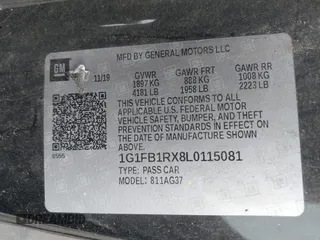 MFD BY GENERAL MOTORS LLC
GM
11/19
GVWR GAWR FRT GAWR RR
1897 KG 888 KG 1008 KG
4181 LB 1958 LB 2223 LB
THIS VEHICLE CONFORMS TO ALL
APPLICABLE U.S. FEDERAL MOTOR
VEHICLE SAFETY, BUMPER, AND THEFT
PREVENTION STANDARDS IN EFFECT ON
THE DATE OF MANUFACTURE SHOWN
ABOVE.
1G1FB1RX8L0115081
TYPE: PASS CAR
MODEL: 811AG37